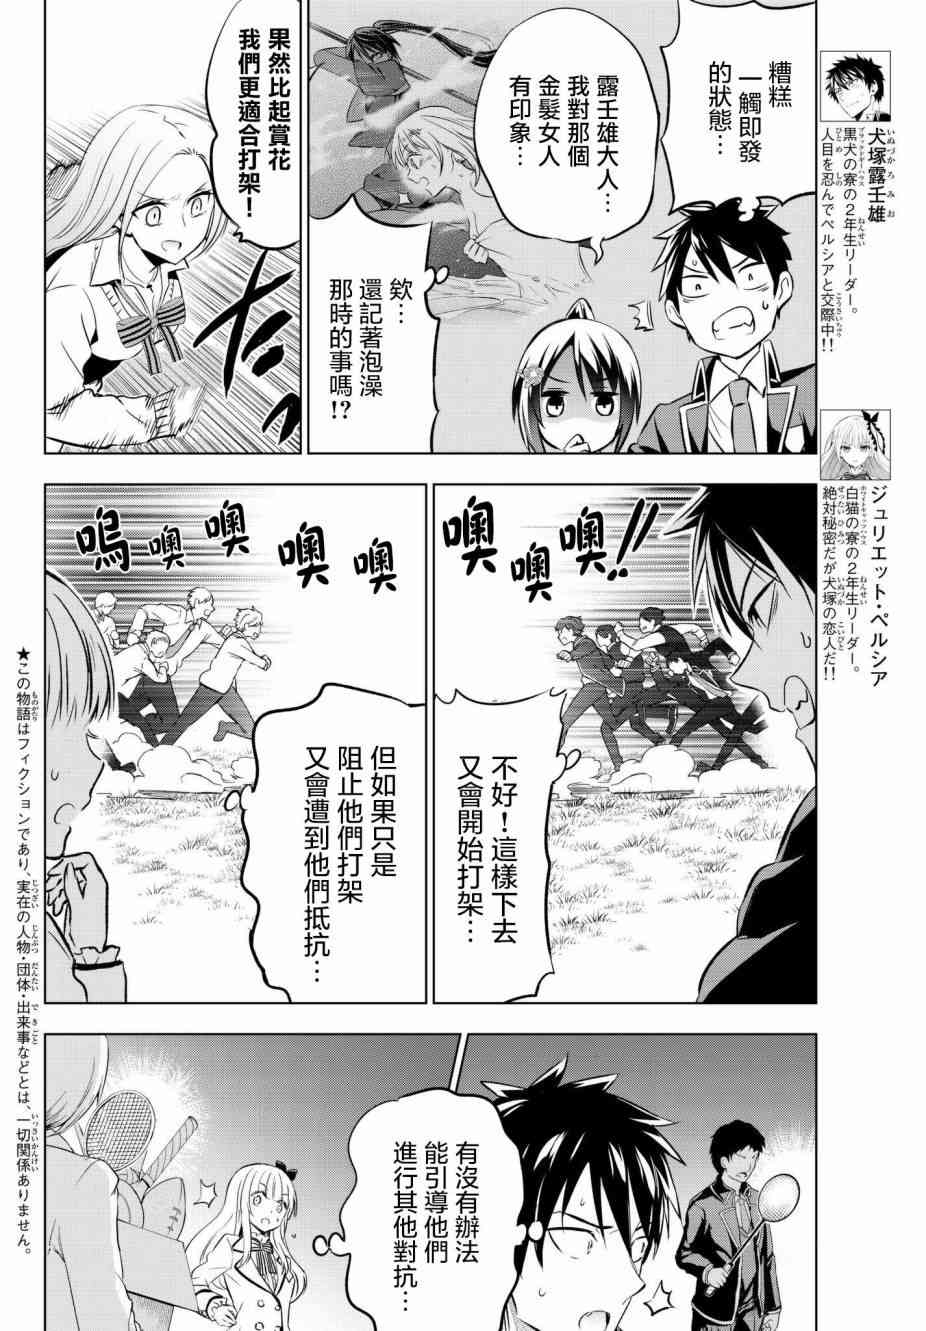 糟糕
一觸即發
的狀態…
露壬雄大人…
我對那個
金髮女人
有印象…
欸…
還記著泡澡
那時的事嗎!?
果然比起賞花
我們更適合打架！
噢噢噢!!
不好！這樣下去
又會開始打架…
噢噢嗚
但如果只是
阻止他們打架
又會遭到他們抵抗…
有沒有辦法
能引導他們
進行其他對抗…
犬塚露壬雄
いぬづかろみお
黒犬の寮の2年生リーダー。
人目を忍んでペルシアと交際中!!
ジュリエット・ペルシア
白猫の寮の2年生リーダー。
絶対秘密だが犬塚の恋人だ!!
★この物語はフィクションであり、実在の人物・団体・出来事などとは、一切関係ありません。